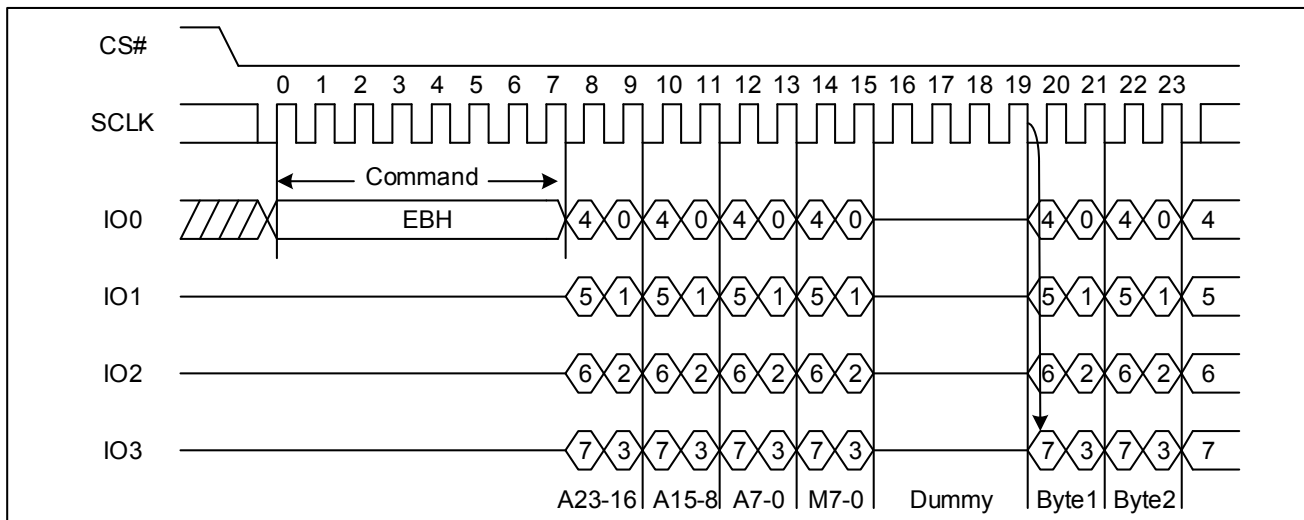 CS#
0 1 2 3 4 5 6 7 8 9 10 11 12 13 14 15 16 17 18 19 20 21 22 23
SCLK
Command
IO0 EBH 4 0 4 0 4 0 4 0 4 0 4 0 4
IO1 5 1 5 1 5 1 5 1 5 1 5 1 5
IO2 6 2 6 2 6 2 6 2 6 2 6 2 6
IO3 7 3 7 3 7 3 7 3 7 3 7 3 7
A23-16 A15-8 A7-0 M7-0 Dummy Byte1 Byte2